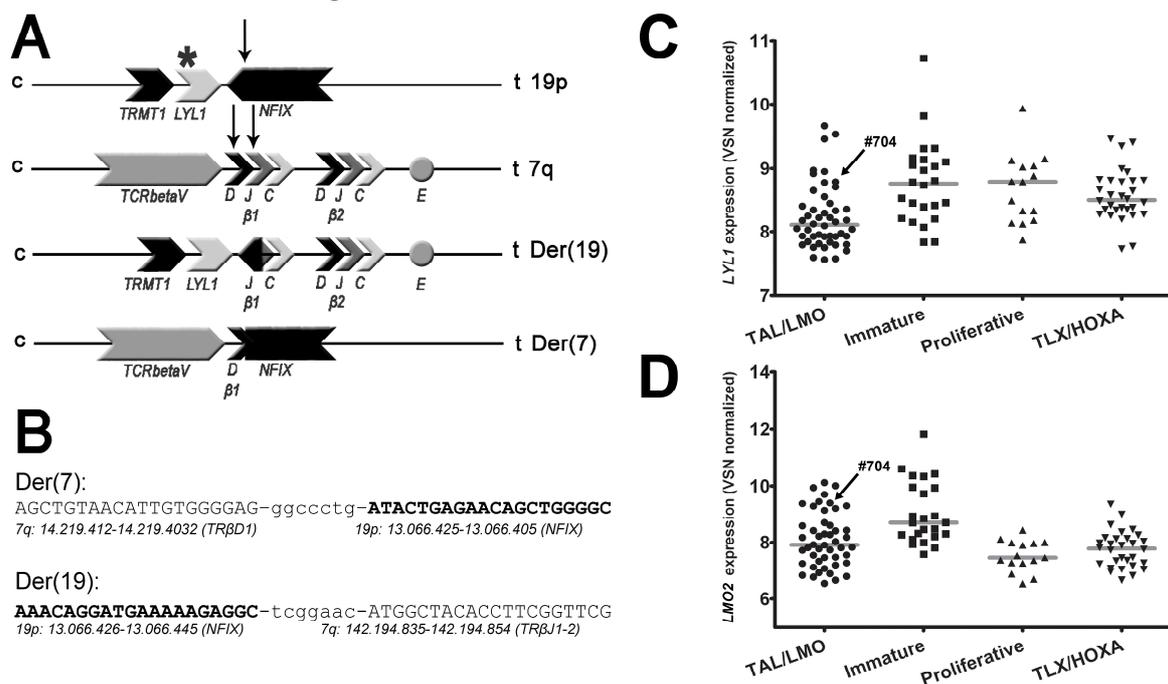 A
*
c
t 19p
TRMT1 LYL1 NFIX
c
t 7q
TCRbetaV D J C D J C E
β1 β2
c
t Der(19)
TRMT1 LYL1 J C D J C E
β1 β2
c
t Der(7)
TCRbetaV D NFIX
β1
B
Der(7):
AGCTGTAACATTGTGGGGAG-ggccctg-ATACTGAGAACAGCTGGGGC
7q: 14.219.412-14.219.4032 (TRβD1) 19p: 13.066.425-13.066.405 (NFIX)
Der(19):
AAACAGGATGAAAAAGAGGC-tcggaac-ATGGCTACACCTTCGGTTCG
19p: 13.066.426-13.066.445 (NFIX) 7q: 142.194.835-142.194.854 (TRβJ1-2)
C
LYL1 expression (VSN normalized)
11
10
9
8
7
#704
TAL/LMO
Immature
Proliferative
TLX/HOXA
D
LMO2 expression (VSN normalized)
14
12
10
8
6
#704
TAL/LMO
Immature
Proliferative
TLX/HOXA